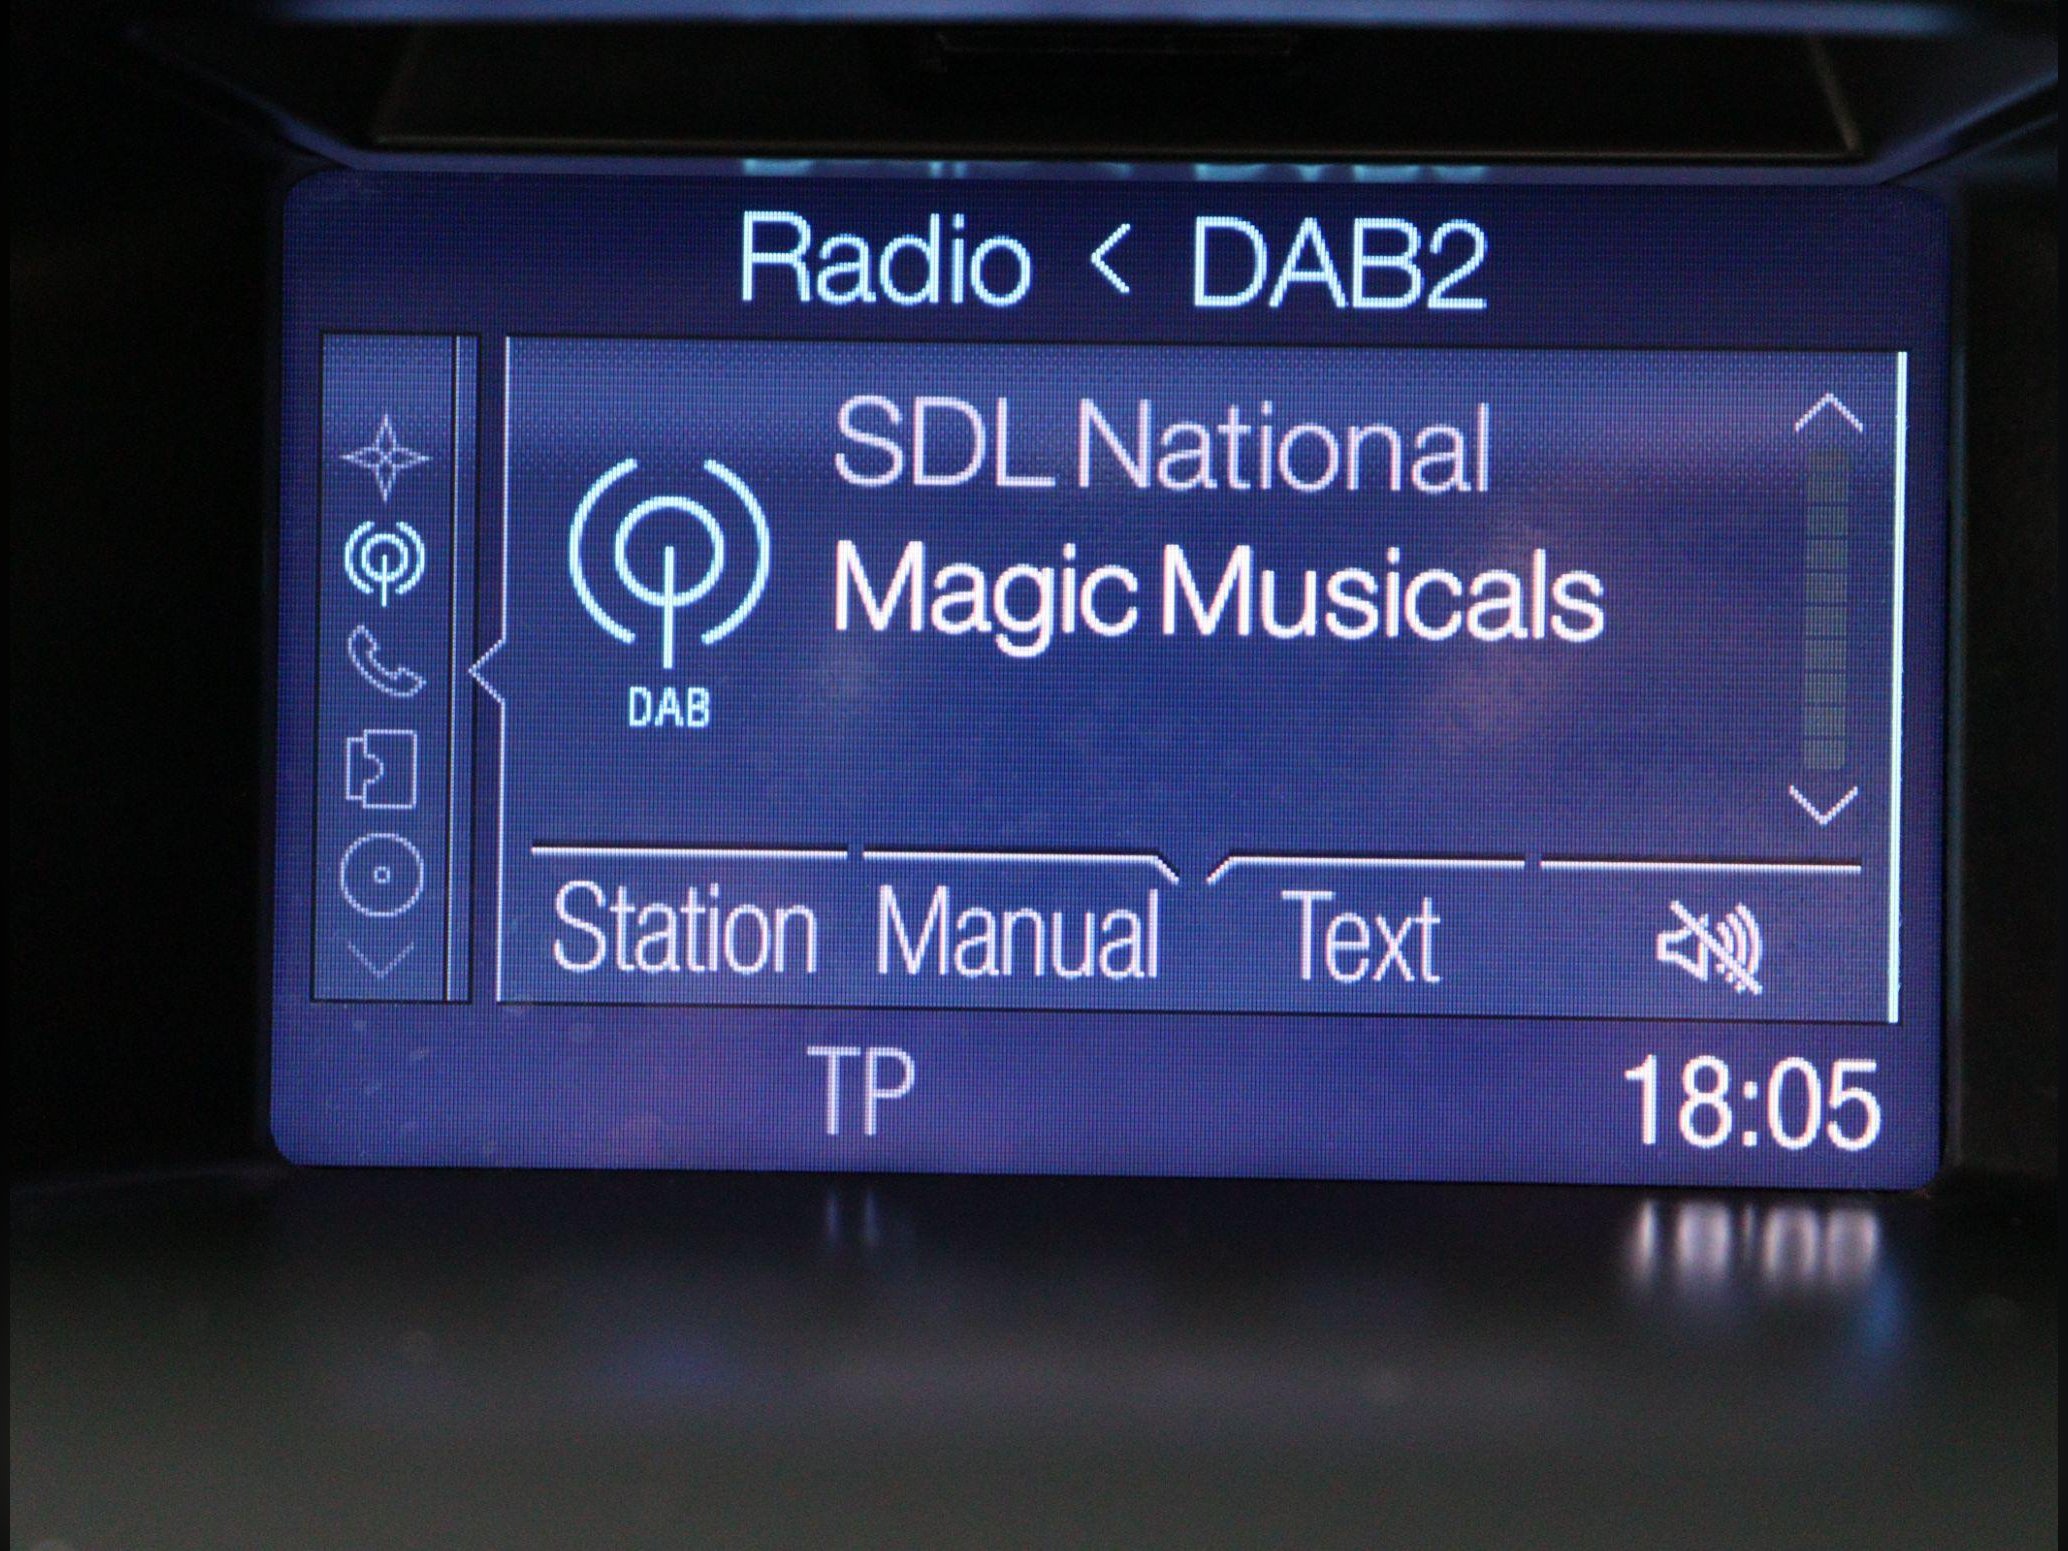 Radio < DAB2
SDL National
Magic Musicals
DAB
Station Manual Text
TP 18:05